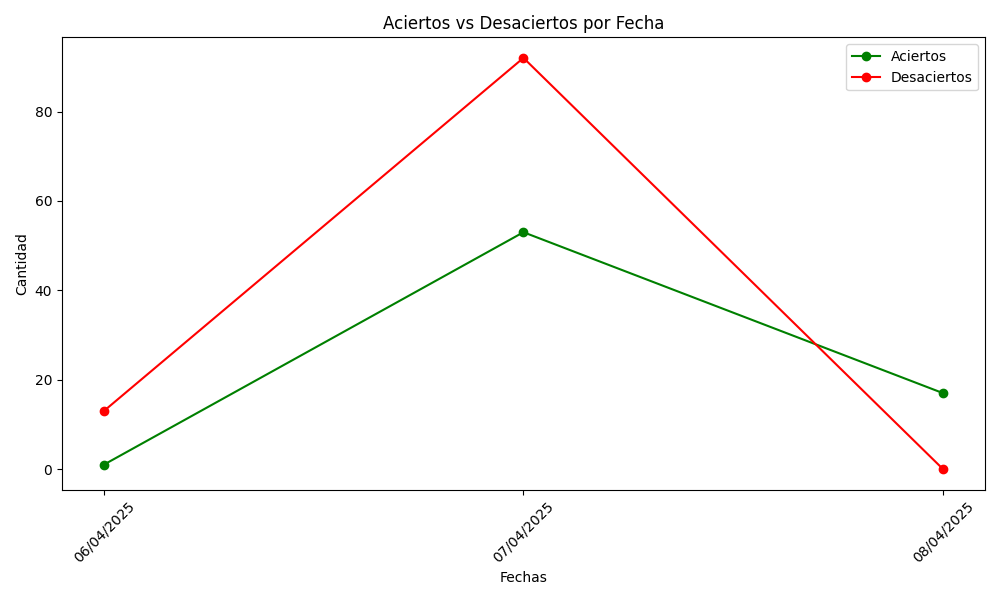 Aciertos vs Desaciertos por Fecha
Aciertos
Desaciertos
Cantidad
80
60
40
20
0
06/04/2025
07/04/2025
08/04/2025
Fechas